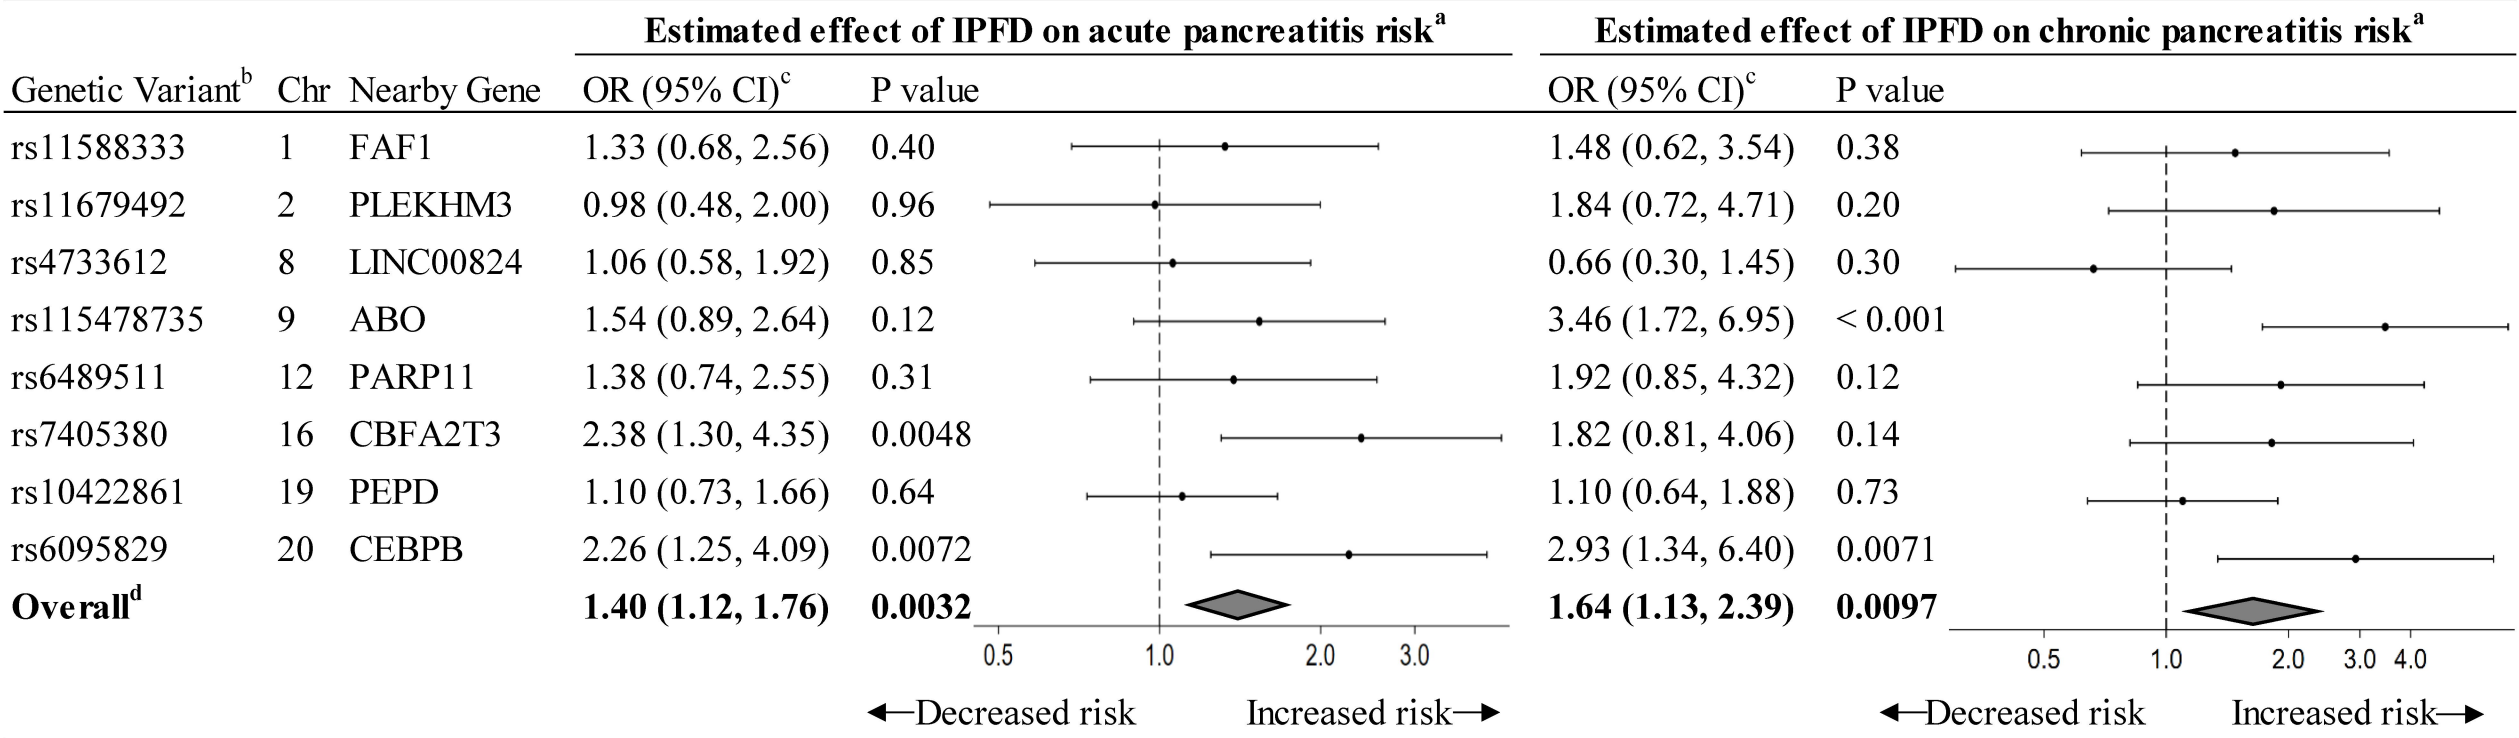 Estimated effect of IPFD on acute pancreatitis risk^a Estimated effect of IPFD on chronic pancreatitis risk^a
Genetic Variant^b Chr Nearby Gene OR (95% CI)^c P value OR (95% CI)^c P value
rs11588333 1 FAF1 1.33 (0.68, 2.56) 0.40 1.48 (0.62, 3.54) 0.38
rs11679492 2 PLEKHM3 0.98 (0.48, 2.00) 0.96 1.84 (0.72, 4.71) 0.20
rs4733612 8 LINC00824 1.06 (0.58, 1.92) 0.85 0.66 (0.30, 1.45) 0.30
rs115478735 9 ABO 1.54 (0.89, 2.64) 0.12 3.46 (1.72, 6.95) < 0.001
rs6489511 12 PARP11 1.38 (0.74, 2.55) 0.31 1.92 (0.85, 4.32) 0.12
rs7405380 16 CBFA2T3 2.38 (1.30, 4.35) 0.0048 1.82 (0.81, 4.06) 0.14
rs10422861 19 PEPD 1.10 (0.73, 1.66) 0.64 1.10 (0.64, 1.88) 0.73
rs6095829 20 CEBPB 2.26 (1.25, 4.09) 0.0072 2.93 (1.34, 6.40) 0.0071
Overall^d 1.40 (1.12, 1.76) 0.0032 1.64 (1.13, 2.39) 0.0097
0.5 1.0 2.0 3.0 0.5 1.0 2.0 3.0 4.0
Decreased risk Increased risk Decreased risk Increased risk